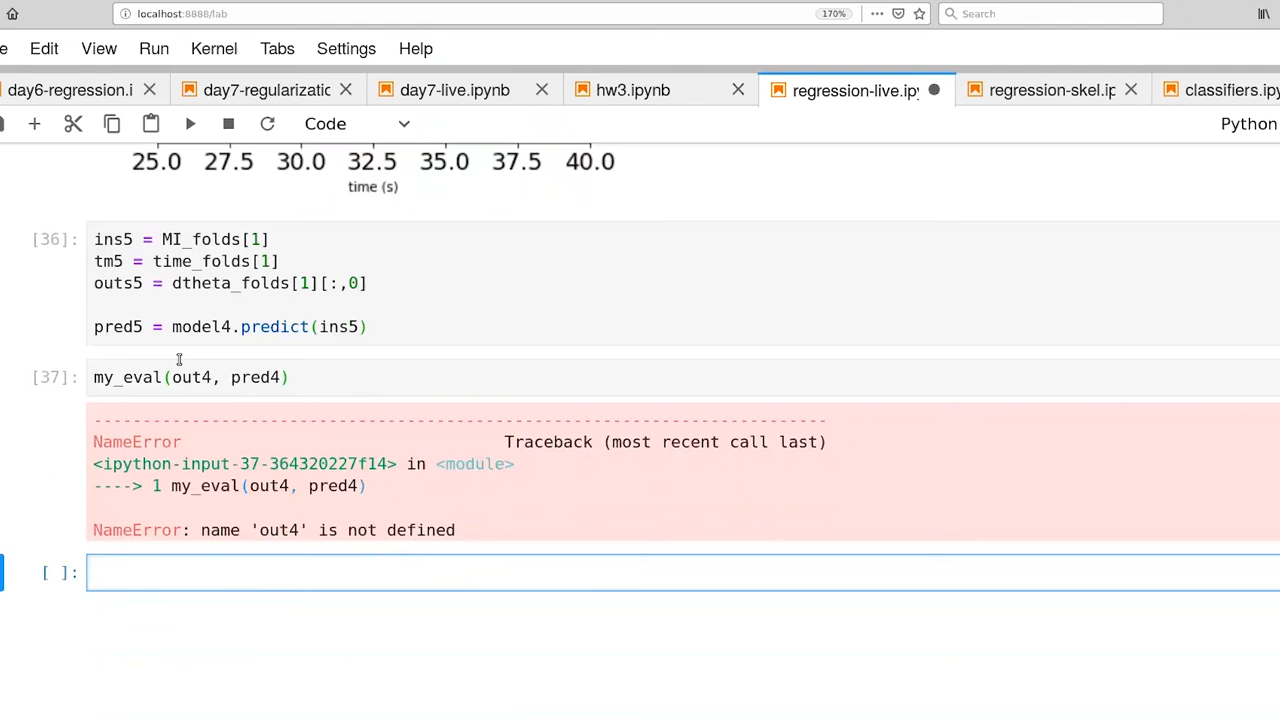 localhost:8888/lab
170%
Search
e Edit View Run Kernel Tabs Settings Help
day6-regression.i day7-regularizatic day7-live.ipynb hw3.ipynb regression-live.ipy regression-skel.ip classifiers.ipy
Code
Python
25.0 27.5 30.0 32.5 35.0 37.5 40.0
time (s)
[36]: ins5 = MI_folds[1]
tm5 = time_folds[1]
outs5 = dtheta_folds[1][:,0]
pred5 = model4.predict(ins5)
[37]: my_eval(out4, pred4)
---------------------------------------------------------------------------
NameError Traceback (most recent call last)
<ipython-input-37-364320227f14> in <module>
----> 1 my_eval(out4, pred4)
NameError: name 'out4' is not defined
[ ]: